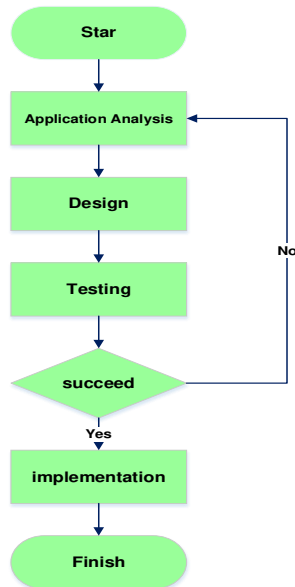 Star
Application Analysis
Design
No
Testing
succeed
Yes
implementation
Finish